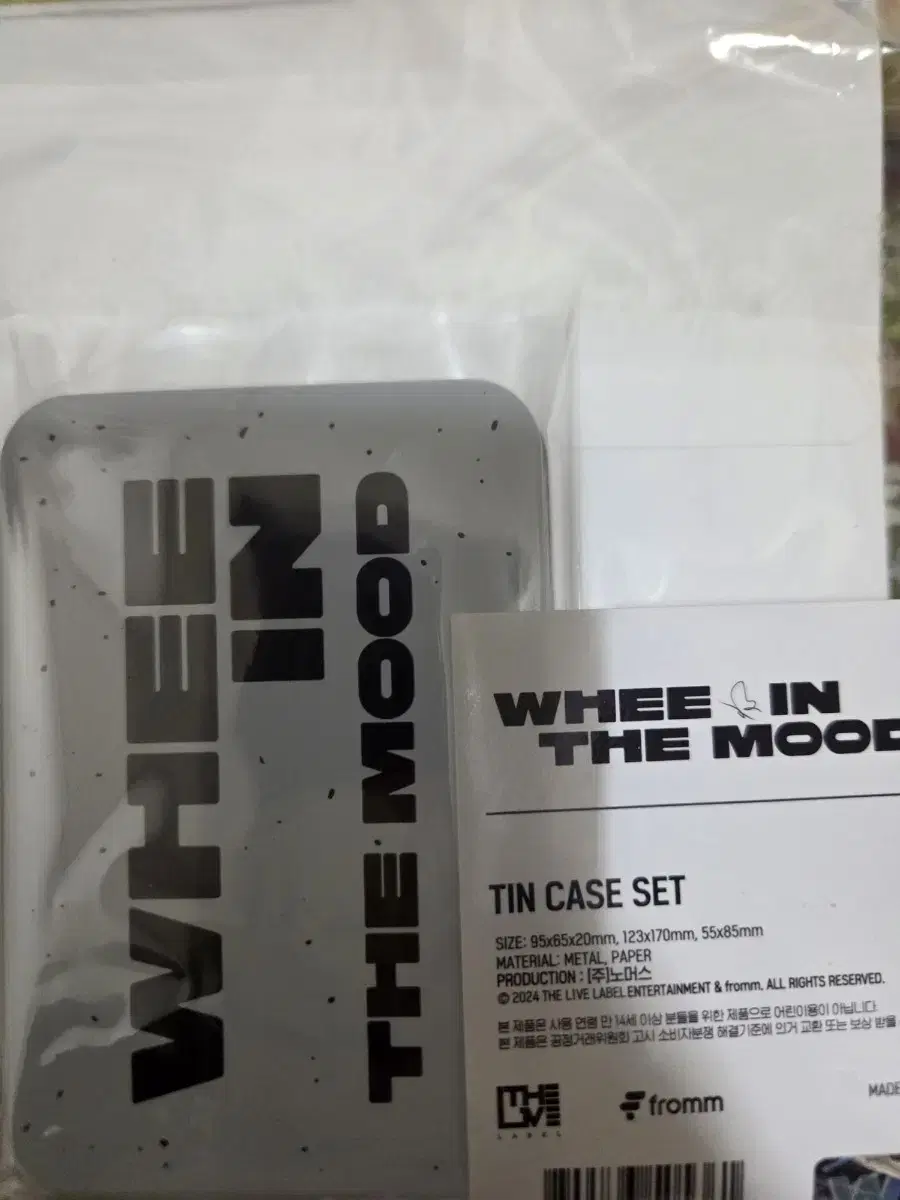 WHEE
IN
THE MOOD
WHEE IN
THE MOOD
TIN CASE SET
SIZE: 95x65x20mm, 123x170mm, 55x85mm
MATERIAL: METAL, PAPER
PRODUCTION : [주]노머스
© 2024 THE LIVE LABEL ENTERTAINMENT & fromm. ALL RIGHTS RESERVED.
본 제품은 사용 연령 만 14세 이상 분들을 위한 제품으로 어린이용이 아닙니다.
본 제품은 공정거래위원회 고시 소비자분쟁 해결기준에 의거 교환 또는 보상 받을
THE
LIVE
LABEL
fromm
MADE